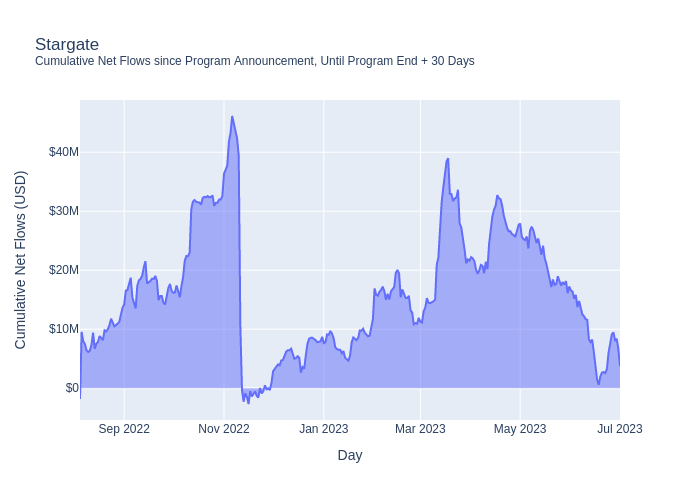 Stargate
Cumulative Net Flows since Program Announcement, Until Program End + 30 Days
Cumulative Net Flows (USD)
$40M
$30M
$20M
$10M
$0
Sep 2022
Nov 2022
Jan 2023
Mar 2023
May 2023
Jul 2023
Day